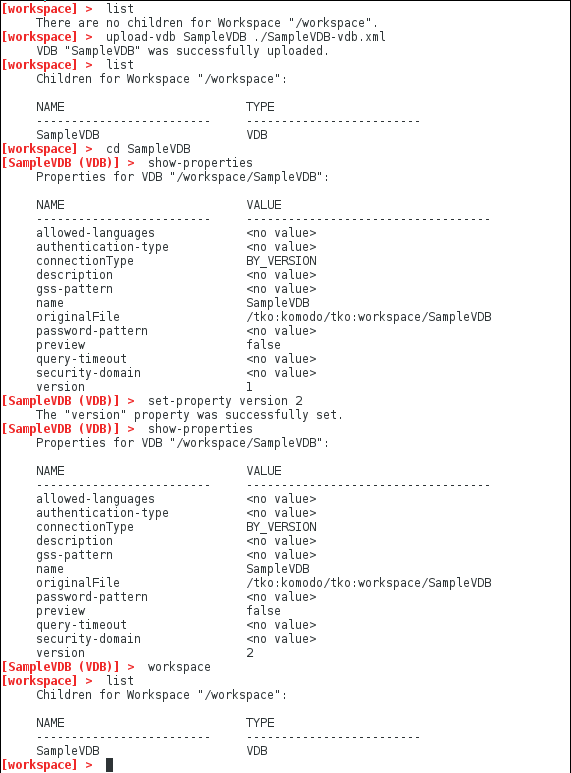 [workspace] >  list
     There are no children for Workspace "/workspace".
[workspace] >  upload-vdb SampleVDB ./SampleVDB-vdb.xml
     VDB "SampleVDB" was successfully uploaded.
[workspace] >  list
     Children for Workspace "/workspace":

     NAME                          TYPE
     -------------------------     -------------------------
     SampleVDB                     VDB
[workspace] >  cd SampleVDB
[SampleVDB (VDB)] >  show-properties
     Properties for VDB "/workspace/SampleVDB":

     NAME                          VALUE
     -------------------------     -----------------------------------
     allowed-languages             <no value>
     authentication-type           <no value>
     connectionType                BY_VERSION
     description                   <no value>
     gss-pattern                   <no value>
     name                          SampleVDB
     originalFile                  /tko:komodo/tko:workspace/SampleVDB
     password-pattern              <no value>
     preview                       false
     query-timeout                 <no value>
     security-domain               <no value>
     version                       1
[SampleVDB (VDB)] >  set-property version 2
     The "version" property was successfully set.
[SampleVDB (VDB)] >  show-properties
     Properties for VDB "/workspace/SampleVDB":

     NAME                          VALUE
     -------------------------     -----------------------------------
     allowed-languages             <no value>
     authentication-type           <no value>
     connectionType                BY_VERSION
     description                   <no value>
     gss-pattern                   <no value>
     name                          SampleVDB
     originalFile                  /tko:komodo/tko:workspace/SampleVDB
     password-pattern              <no value>
     preview                       false
     query-timeout                 <no value>
     security-domain               <no value>
     version                       2
[SampleVDB (VDB)] >  workspace
[workspace] >  list
     Children for Workspace "/workspace":

     NAME                          TYPE
     -------------------------     -------------------------
     SampleVDB                     VDB
[workspace] >